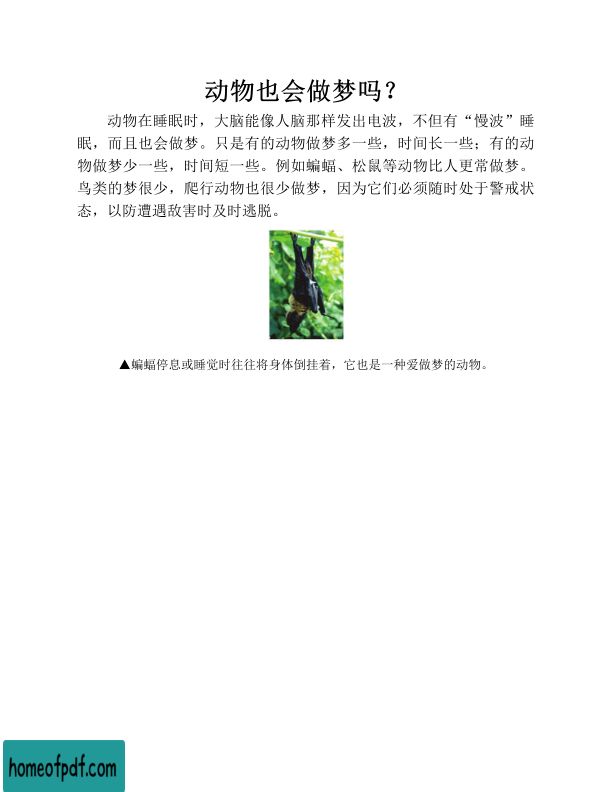 动物也会做梦吗？
动物在睡眠时，大脑能像人脑那样发出电波，不但有“慢波”睡
眠，而且也会做梦。只是有的动物做梦多一些，时间长一些；有的动
物做梦少一些，时间短一些。例如蝙蝠、松鼠等动物比人更常做梦。
鸟类的梦很少，爬行动物也很少做梦，因为它们必须随时处于警戒状
态，以防遭遇敌害时及时逃脱。
▲蝙蝠停息或睡觉时往往将身体倒挂着，它也是一种爱做梦的动物。
homeofpdf.com